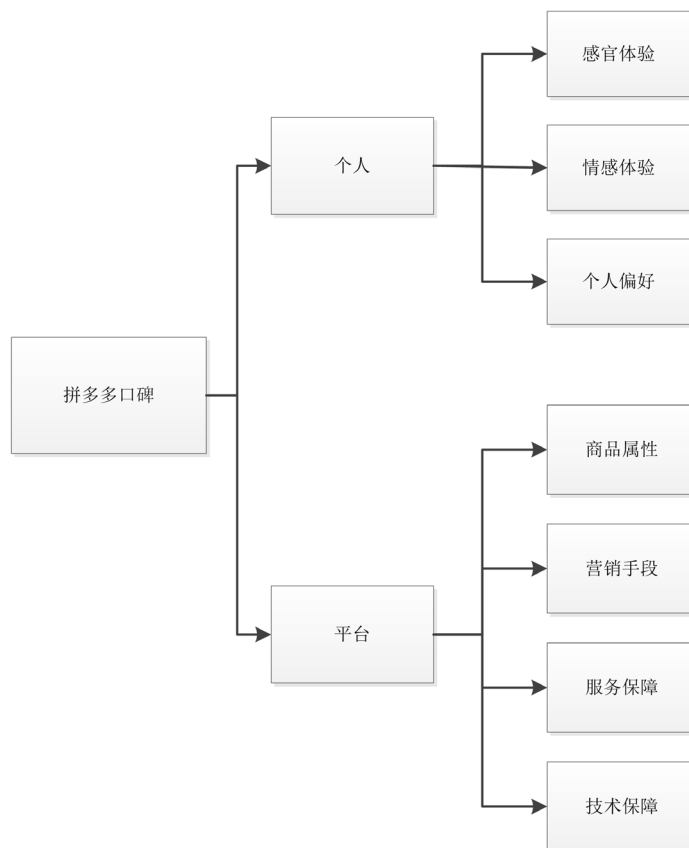 感官体验
个人
情感体验
个人偏好
拼多多口碑
商品属性
营销手段
平台
服务保障
技术保障